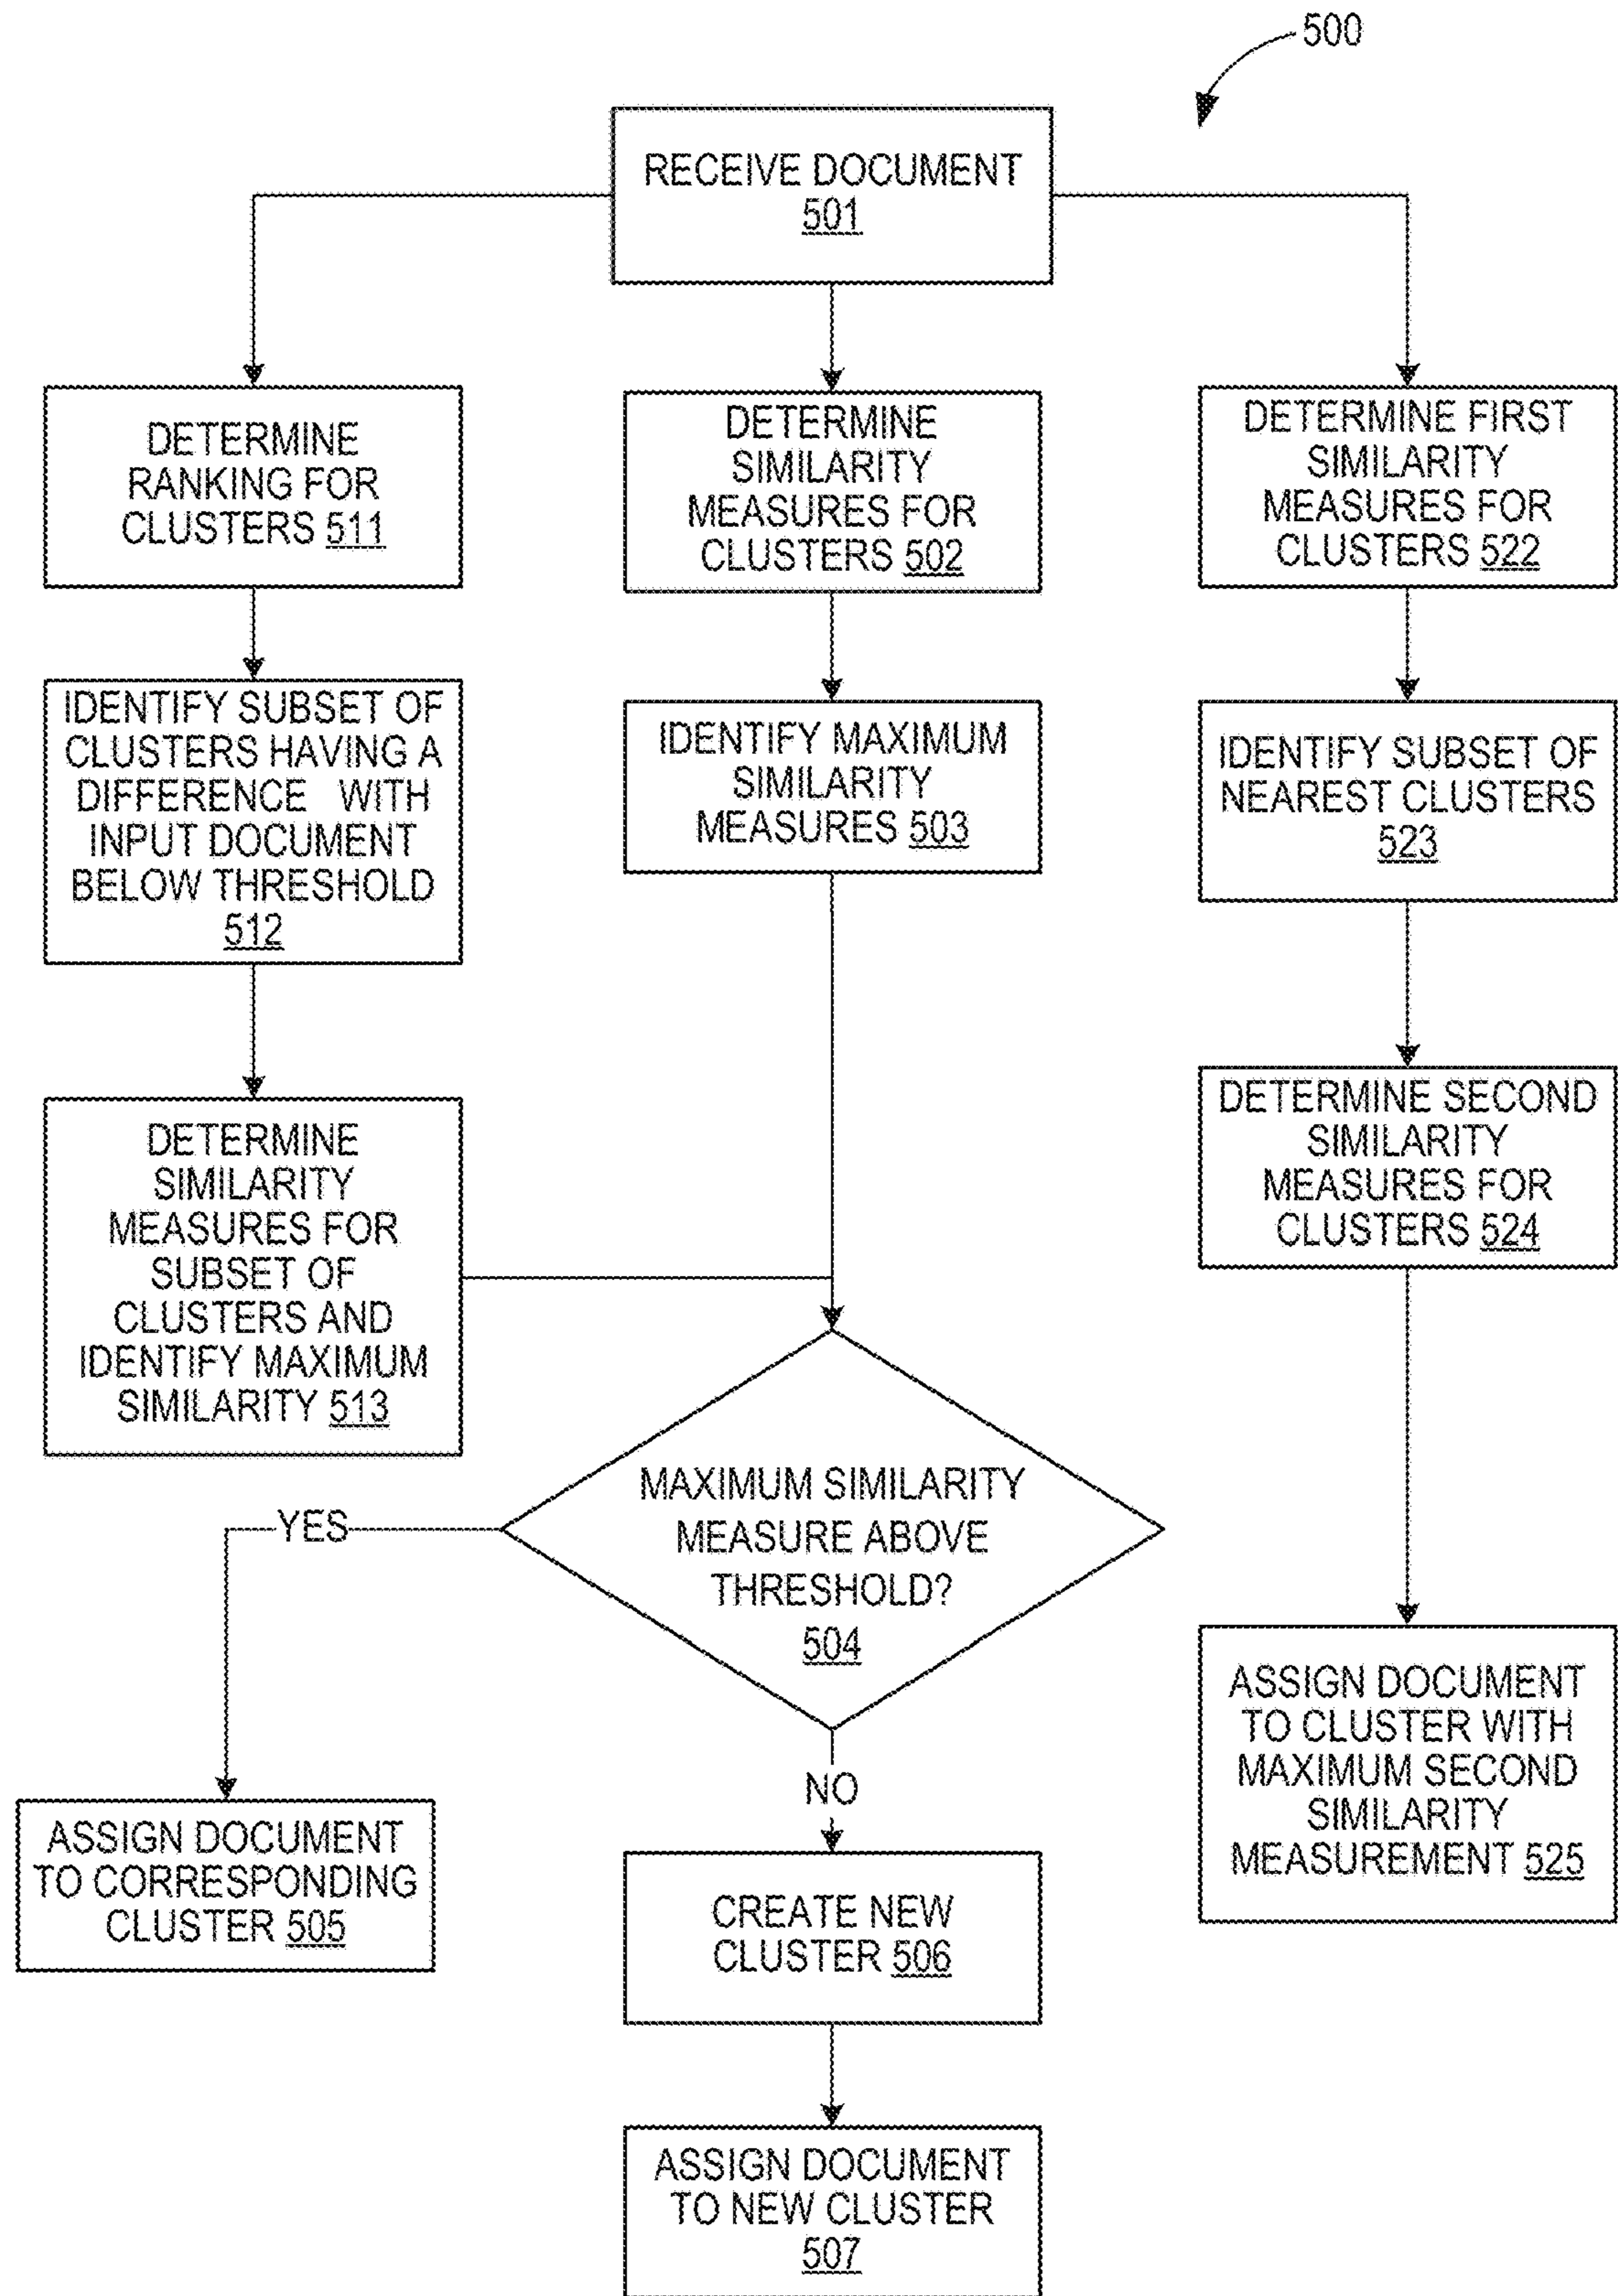 500
RECEIVE DOCUMENT
501
DETERMINE
RANKING FOR
CLUSTERS 511
DETERMINE
SIMILARITY
MEASURES FOR
CLUSTERS 502
DETERMINE FIRST
SIMILARITY
MEASURES FOR
CLUSTERS 522
IDENTIFY SUBSET OF
CLUSTERS HAVING A
DIFFERENCE WITH
INPUT DOCUMENT
BELOW THRESHOLD
512
IDENTIFY MAXIMUM
SIMILARITY
MEASURES 503
IDENTIFY SUBSET OF
NEAREST CLUSTERS
523
DETERMINE
SIMILARITY
MEASURES FOR
SUBSET OF
CLUSTERS AND
IDENTIFY MAXIMUM
SIMILARITY 513
DETERMINE SECOND
SIMILARITY
MEASURES FOR
CLUSTERS 524
MAXIMUM SIMILARITY
MEASURE ABOVE
THRESHOLD?
504
YES
NO
ASSIGN DOCUMENT
TO CORRESPONDING
CLUSTER 505
CREATE NEW
CLUSTER 506
ASSIGN DOCUMENT
TO CLUSTER WITH
MAXIMUM SECOND
SIMILARITY
MEASUREMENT 525
ASSIGN DOCUMENT
TO NEW CLUSTER
507